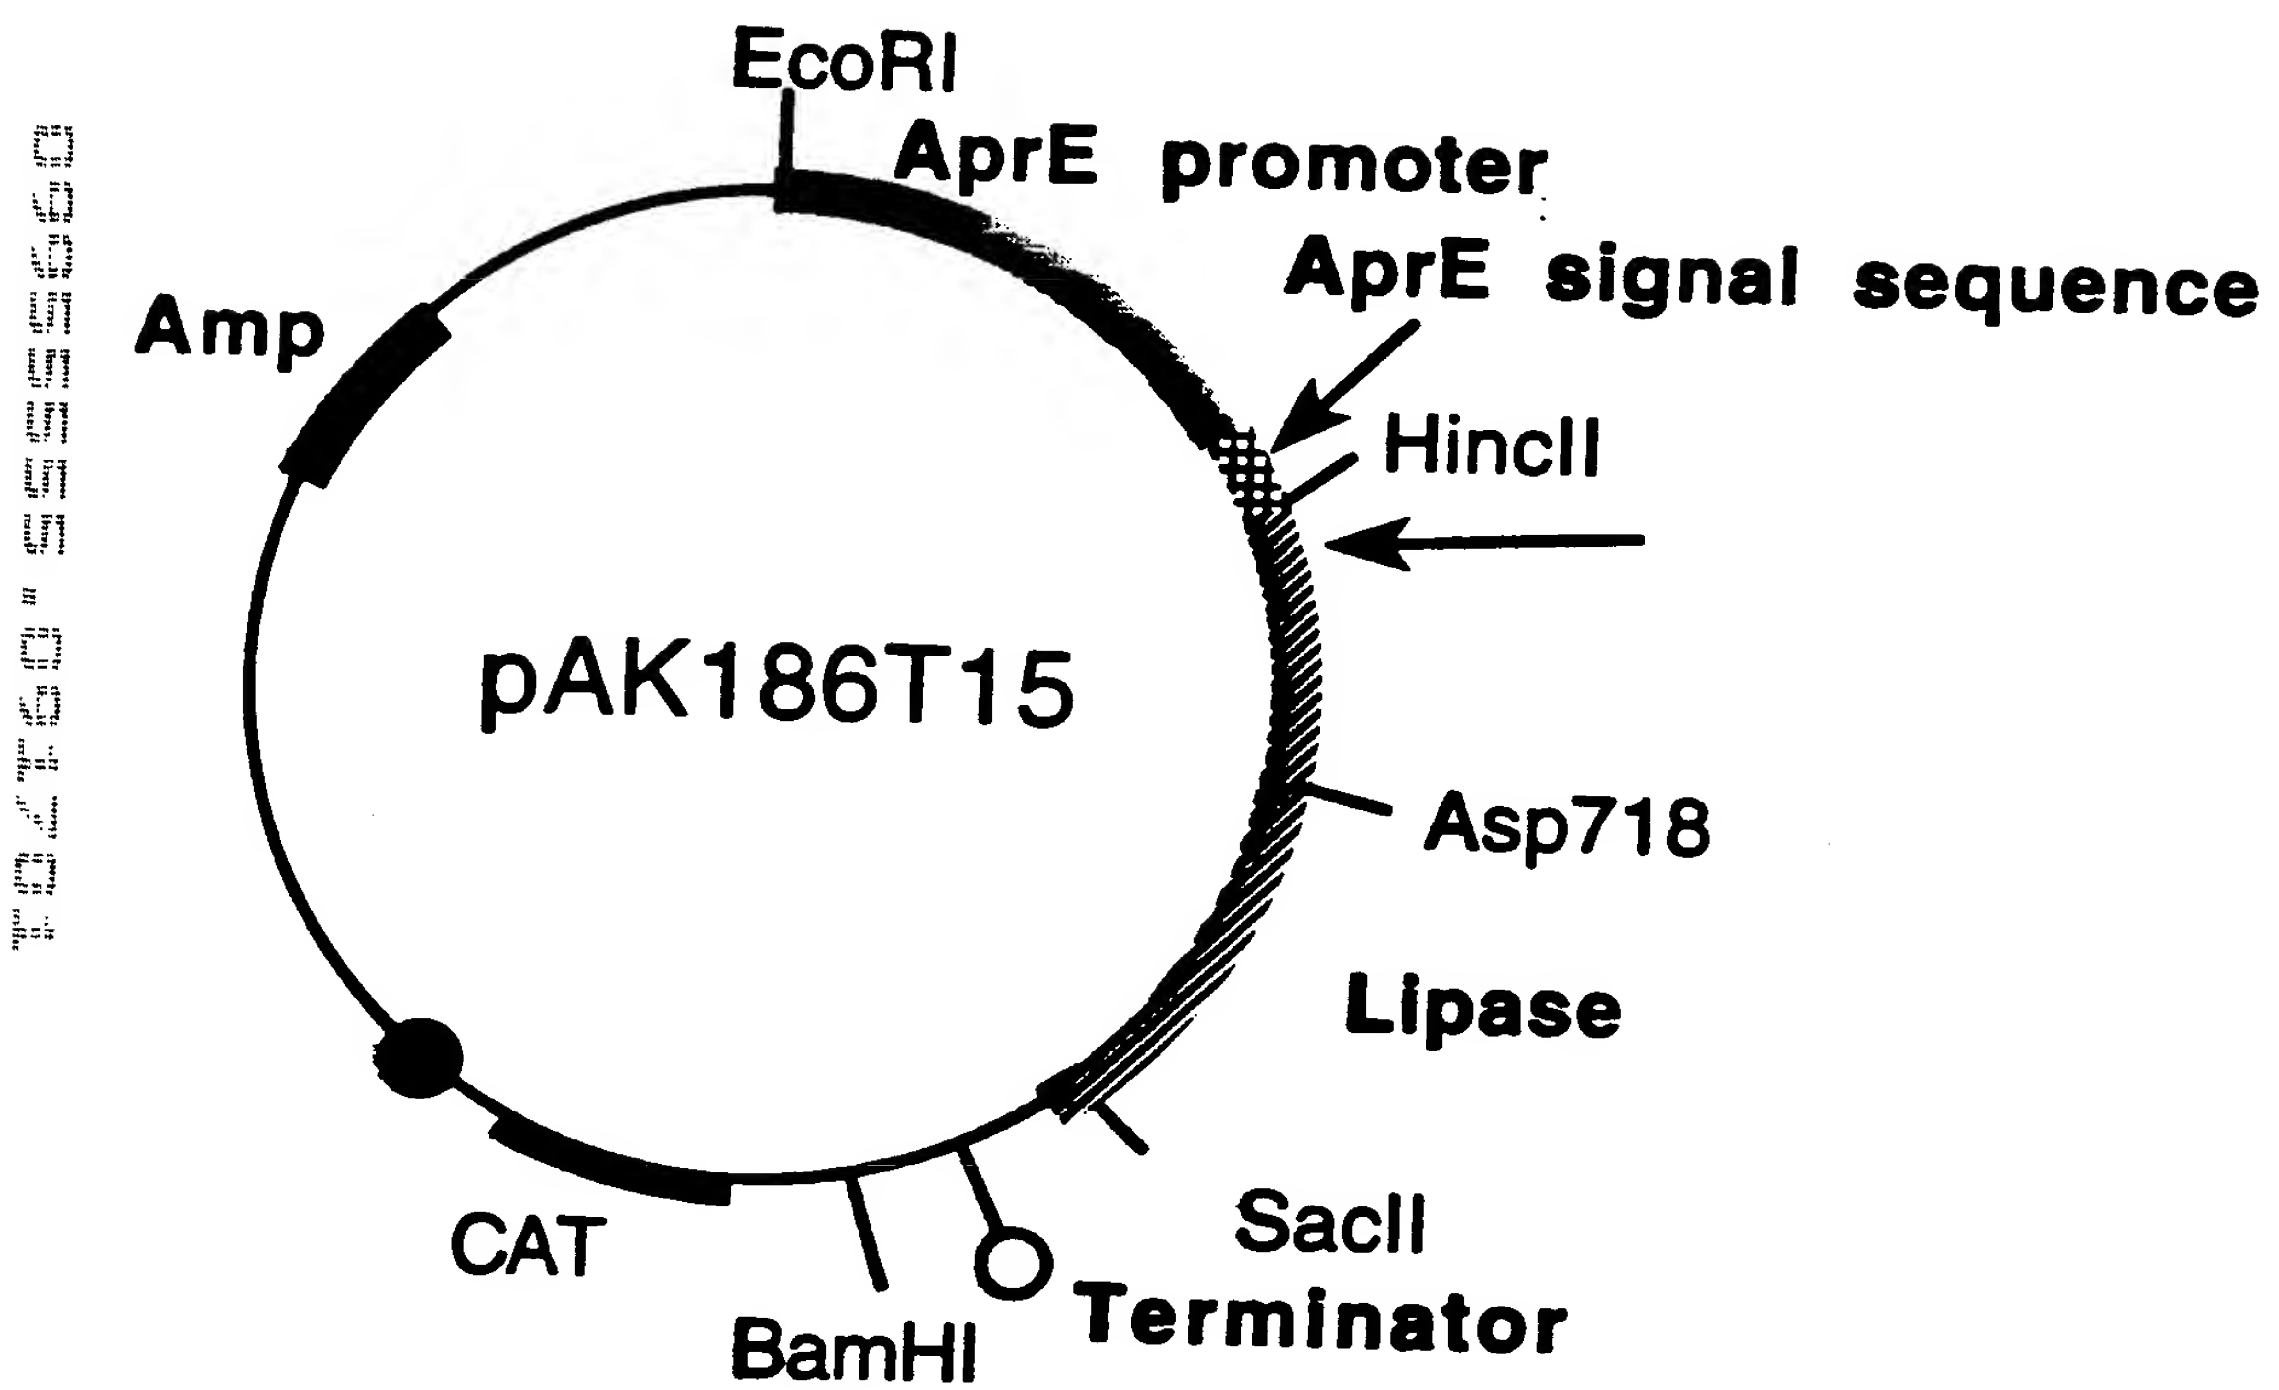 EcoRI
AprE promoter
AprE signal sequence
Amp
HincII
pAK186T15
Asp718
Lipase
SacII
CAT
Terminator
BamHI